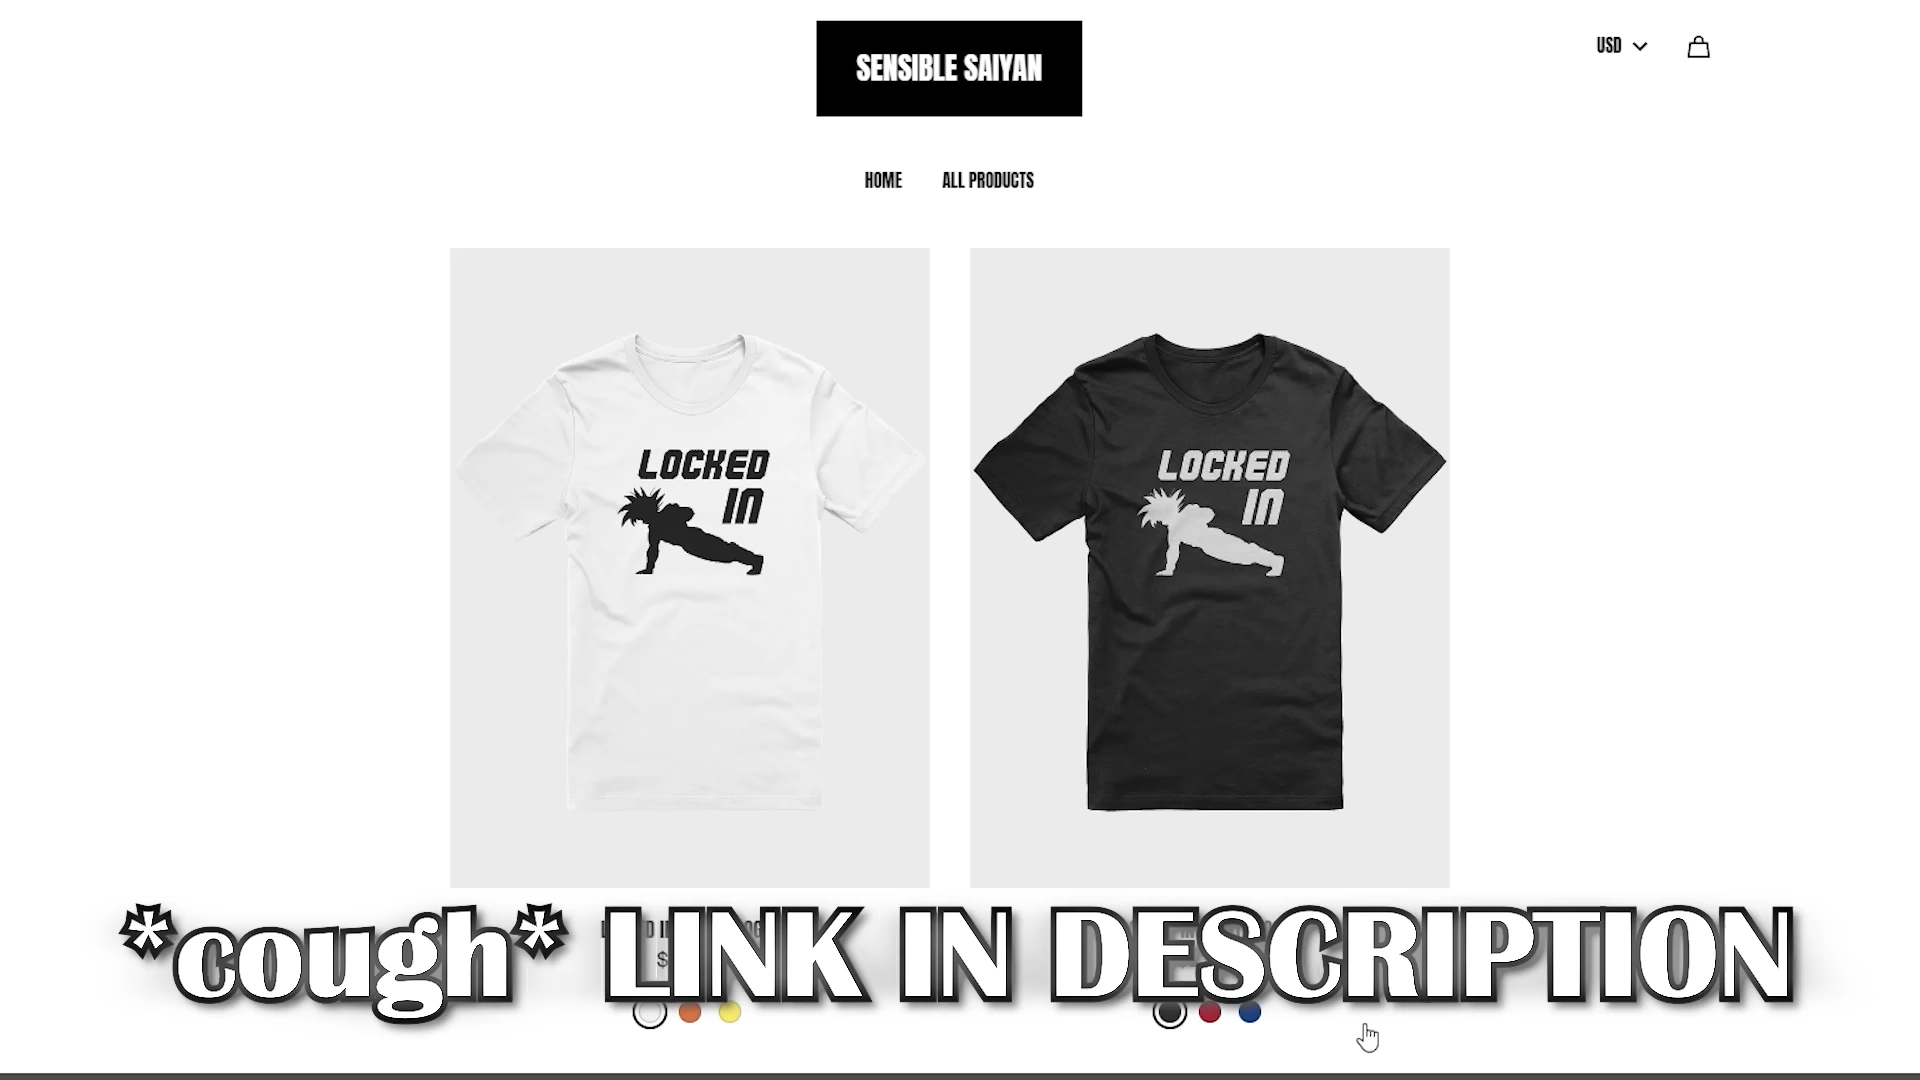 SENSIBLE SAIYAN
USD
HOME
ALL PRODUCTS
LOCKED
IN
LOCKED
IN
*cough* LINK IN DESCRIPTION